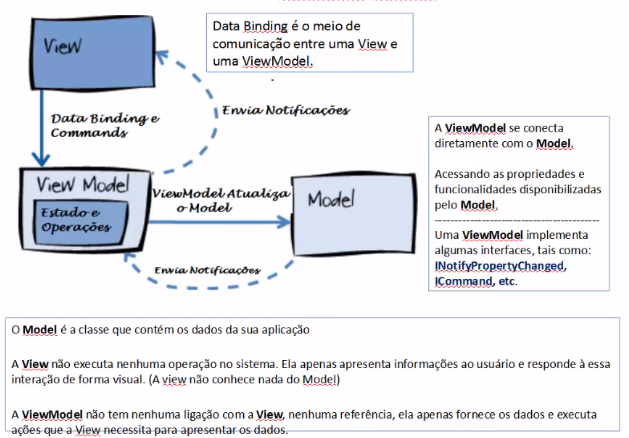 Data Binding é o meio de
comunicação entre uma View e
uma ViewModel.
.
View
Envia Notificações
Data Binding e
Commands
View Model
Estado e
Operações
ViewModel Atualiza
o Model
Model
Envia Notificações
A ViewModel se conecta
diretamente com o Model.
Acessando as propriedades e
funcionalidades disponibilizadas
pelo Model.
----------------------------------------
Uma ViewModel implementa
algumas interfaces, tais como:
INotifyPropertyChanged,
ICommand, etc.
O Model é a classe que contém os dados da sua aplicação
A View não executa nenhuma operação no sistema. Ela apenas apresenta informações ao usuário e responde à essa
interação de forma visual. (A view não conhece nada do Model)
A ViewModel não tem nenhuma ligação com a View, nenhuma referência, ela apenas fornece os dados e executa
ações que a View necessita para apresentar os dados.